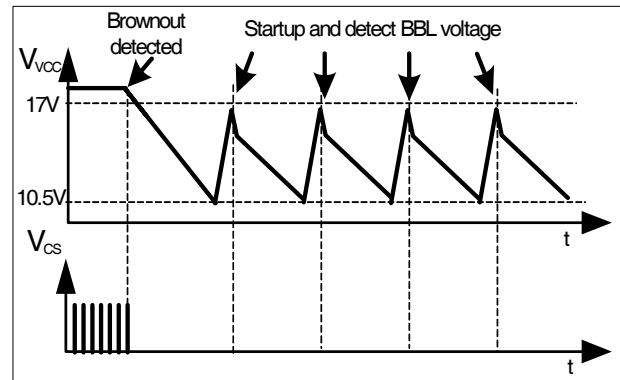 Brownout
detected
Startup and detect BBL voltage
VVCC
17V
10.5V
t
VCS
t